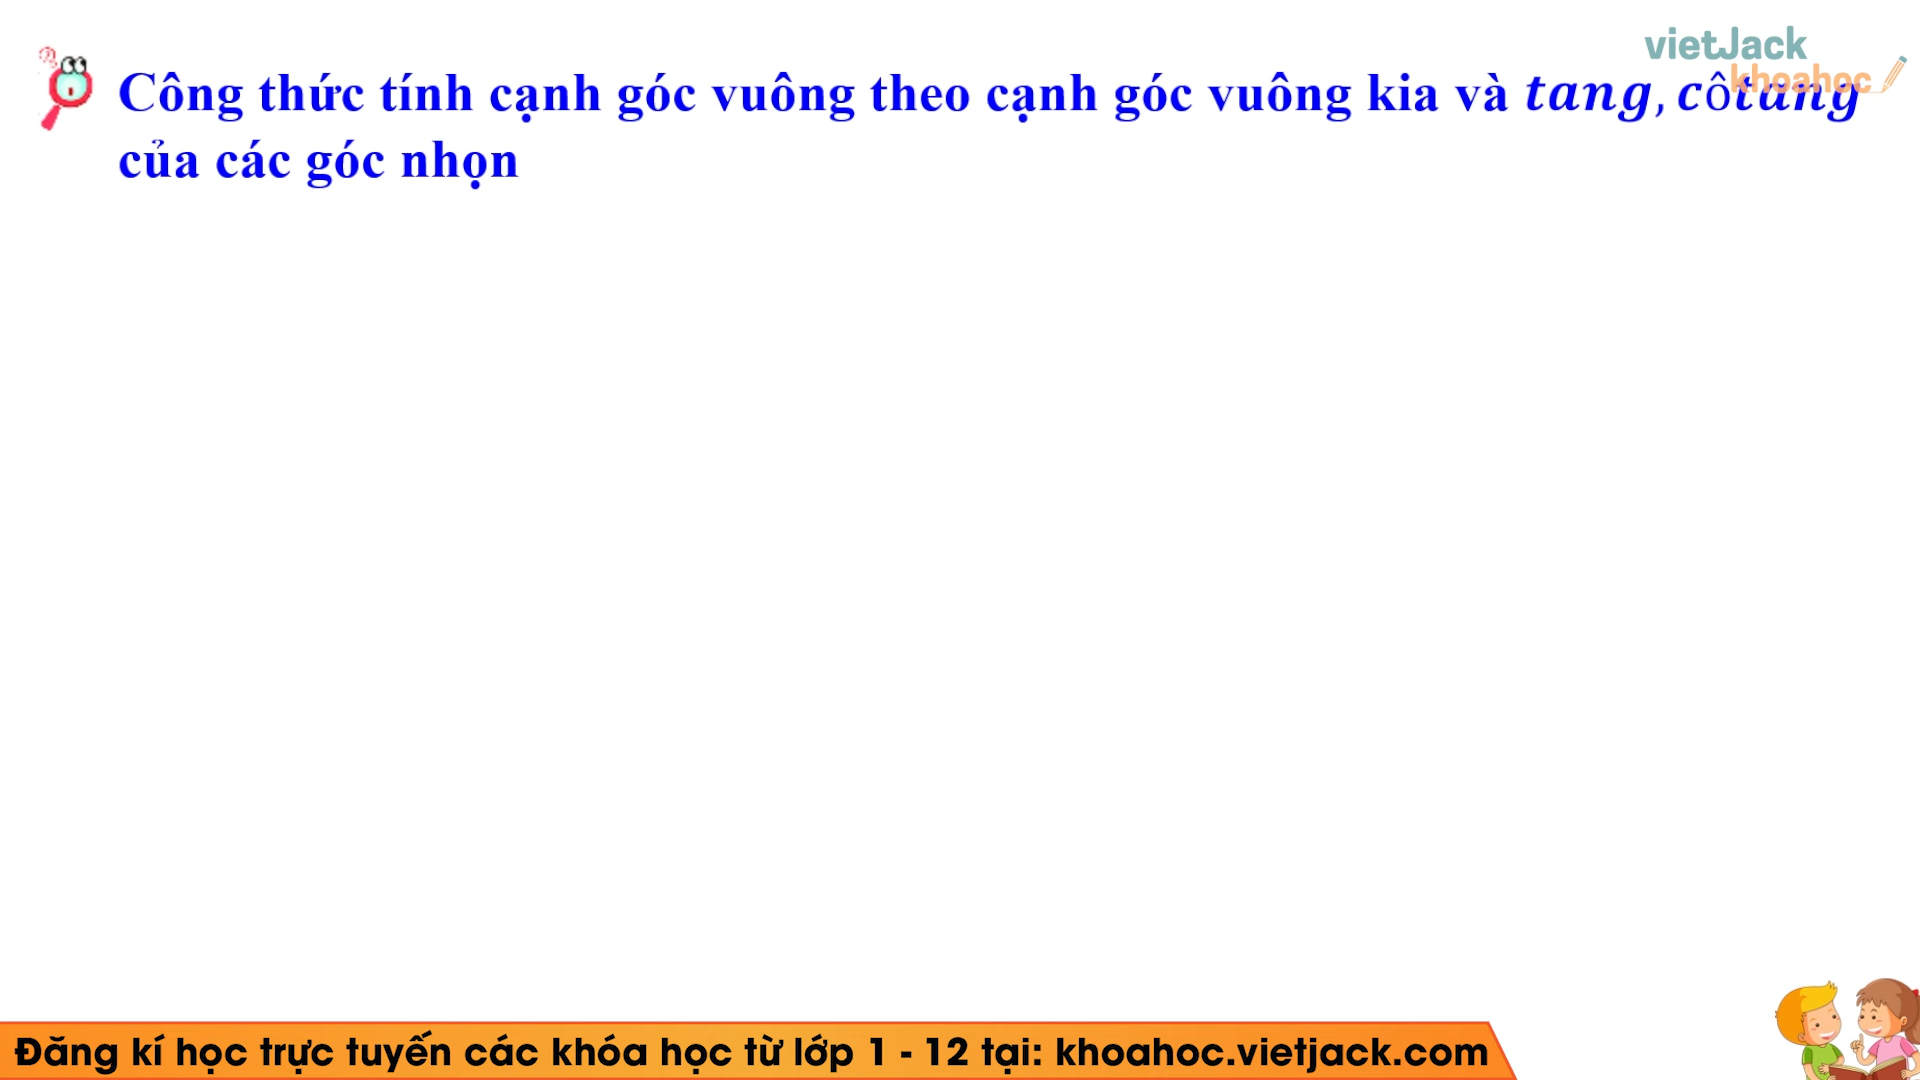 vietJack
khoahoc
Công thức tính cạnh góc vuông theo cạnh góc vuông kia và tang, côtang
của các góc nhọn
Đăng kí học trực tuyến các khóa học từ lớp 1 - 12 tại: khoahoc.vietjack.com